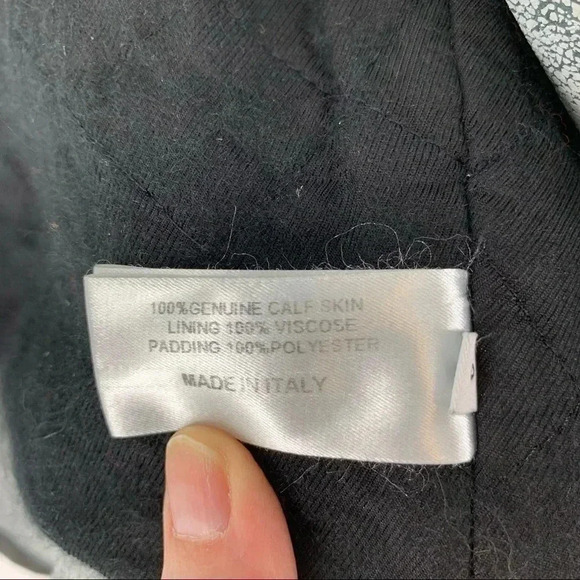 100%GENUINE CALF SKIN
LINING 100% VISCOSE
PADDING 100%POLYESTER
MADE IN ITALY